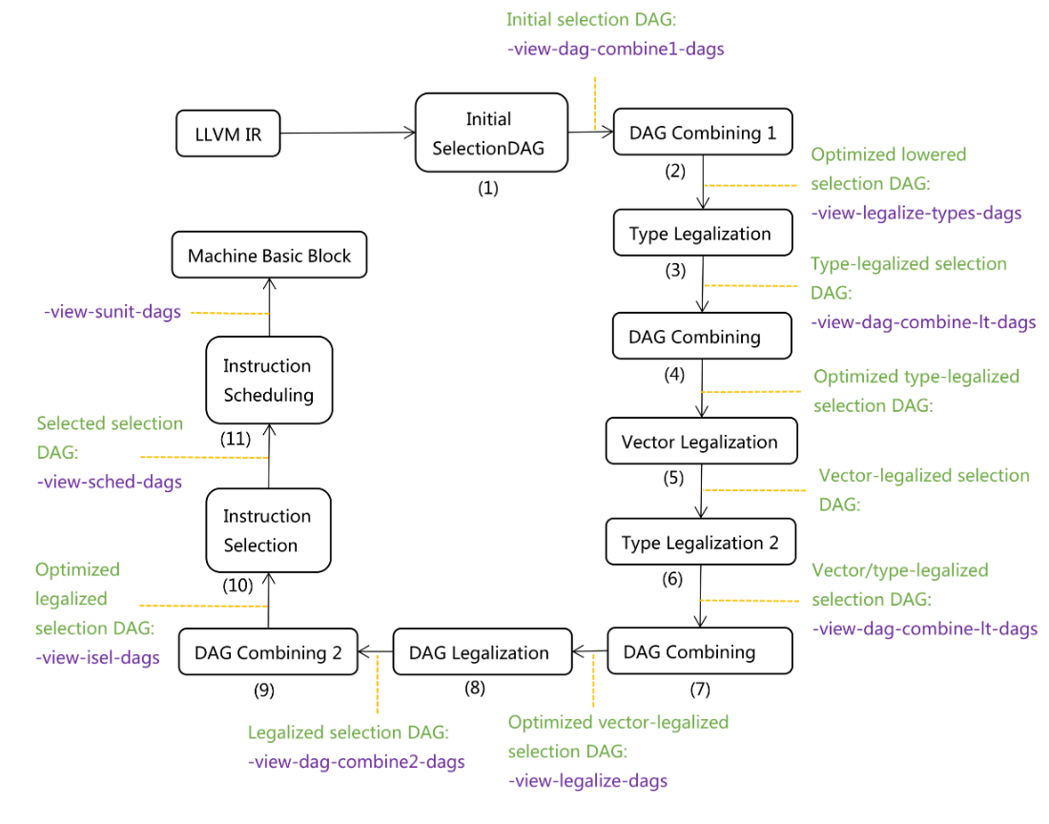 Initial selection DAG:
-view-dag-combine1-dags
LLVM IR
Initial
SelectionDAG
(1)
DAG Combining 1
(2)
Optimized lowered
selection DAG:
-view-legalize-types-dags
Type Legalization
(3)
Type-legalized selection
DAG:
-view-dag-combine-lt-dags
DAG Combining
(4)
Optimized type-legalized
selection DAG:
Vector Legalization
(5)
Vector-legalized selection
DAG:
Type Legalization 2
(6)
Vector/type-legalized
selection DAG:
-view-dag-combine-lt-dags
DAG Combining
(7)
Optimized vector-legalized
selection DAG:
-view-legalize-dags
DAG Legalization
(8)
Legalized selection DAG:
-view-dag-combine2-dags
DAG Combining 2
(9)
Optimized
legalized
selection DAG:
-view-isel-dags
Instruction
Selection
(10)
Selected selection
DAG:
-view-sched-dags
Instruction
Scheduling
(11)
-view-sunit-dags
Machine Basic Block